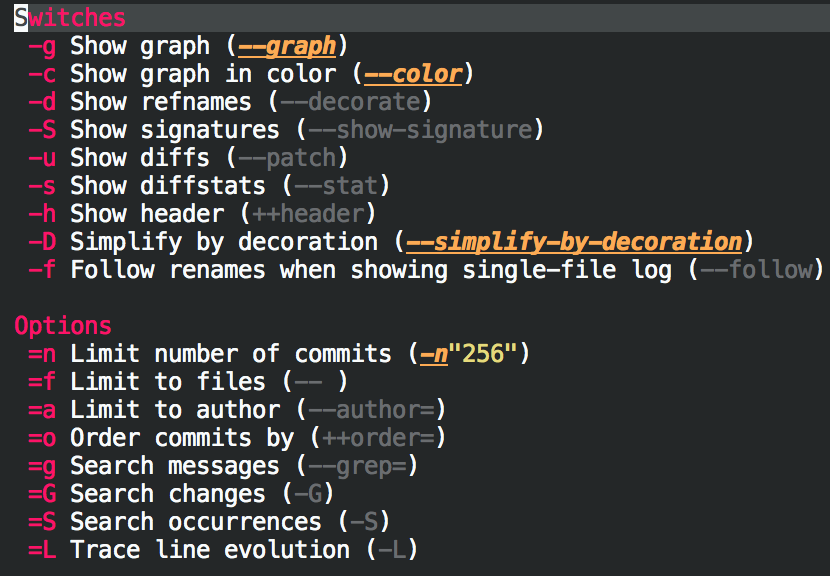 Switches
-g Show graph (--graph)
-c Show graph in color (--color)
-d Show refnames (--decorate)
-S Show signatures (--show-signature)
-u Show diffs (--patch)
-s Show diffstats (--stat)
-h Show header (++header)
-D Simplify by decoration (--simplify-by-decoration)
-f Follow renames when showing single-file log (--follow)

Options
=n Limit number of commits (-n"256")
=f Limit to files (-- )
=a Limit to author (--author=)
=o Order commits by (++order=)
=g Search messages (--grep=)
=G Search changes (-G)
=S Search occurrences (-S)
=L Trace line evolution (-L)